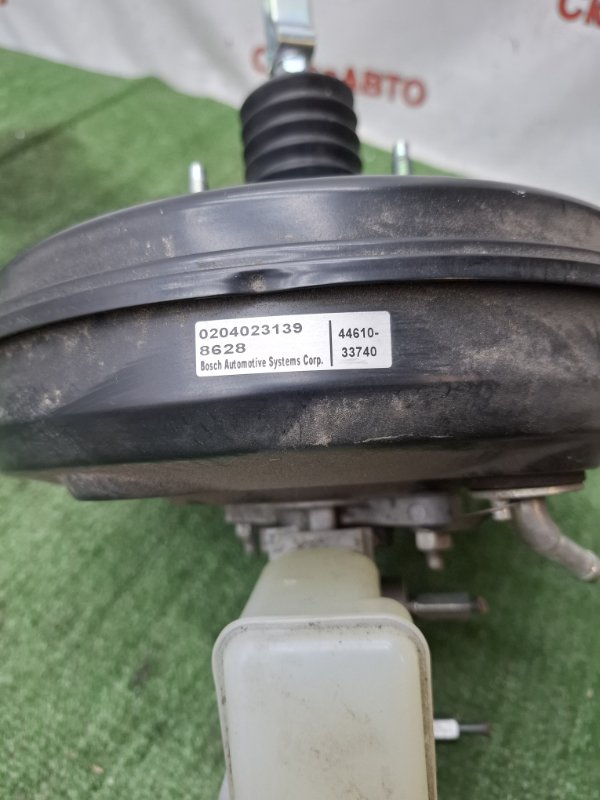 АВТО
0204023139
8628
Bosch Automotive Systems Corp.
44610-
33740